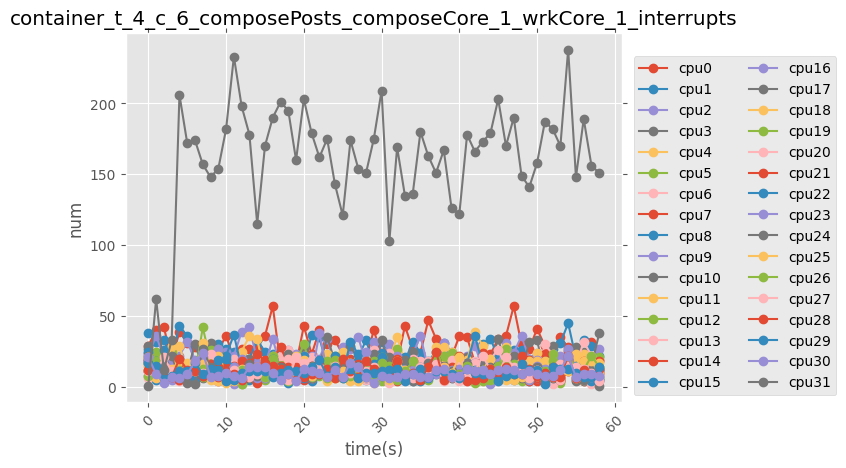 container_t_4_c_6_composePosts_composeCore_1_wrkCore_1_interrupts
num
200
150
100
50
0
0 10 20 30 40 50 60
time(s)
cpu0 cpu16
cpu1 cpu17
cpu2 cpu18
cpu3 cpu19
cpu4 cpu20
cpu5 cpu21
cpu6 cpu22
cpu7 cpu23
cpu8 cpu24
cpu9 cpu25
cpu10 cpu26
cpu11 cpu27
cpu12 cpu28
cpu13 cpu29
cpu14 cpu30
cpu15 cpu31